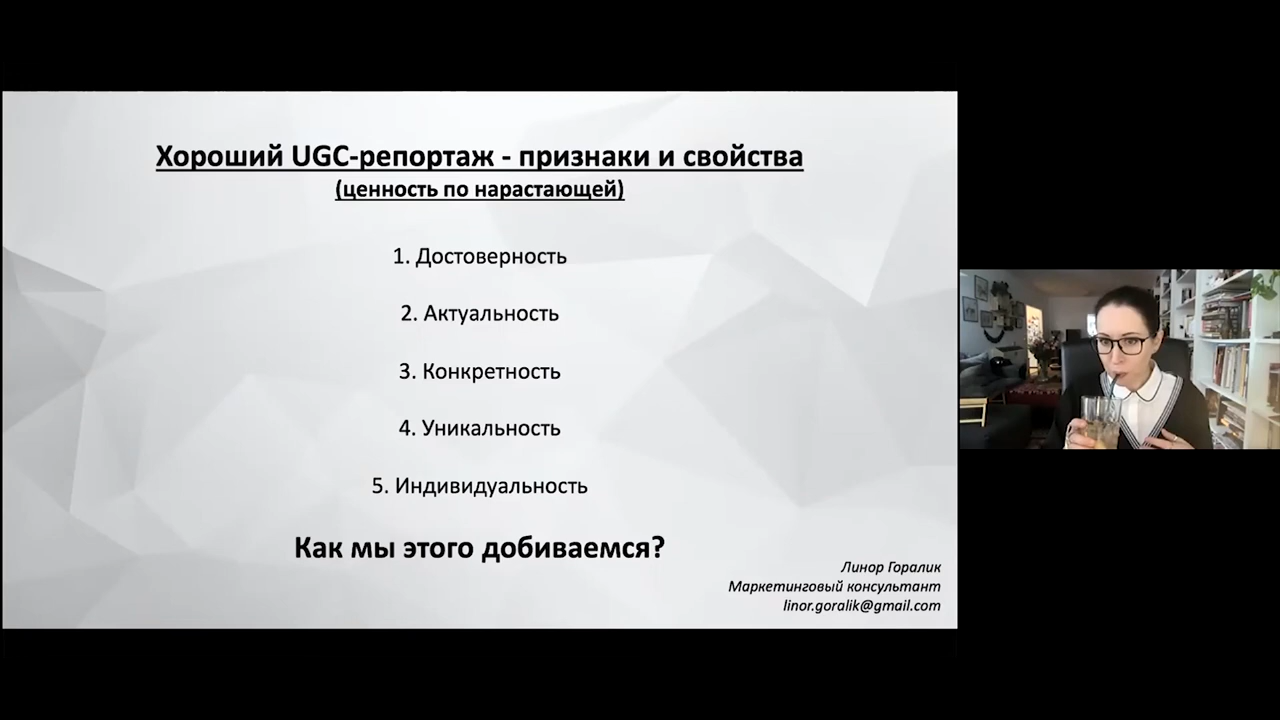 Хороший UGC-репортаж - признаки и свойства
(ценность по нарастающей)
1. Достоверность
2. Актуальность
3. Конкретность
4. Уникальность
5. Индивидуальность
Как мы этого добиваемся?
Линор Горалик
Маркетинговый консультант
linor.goralik@gmail.com